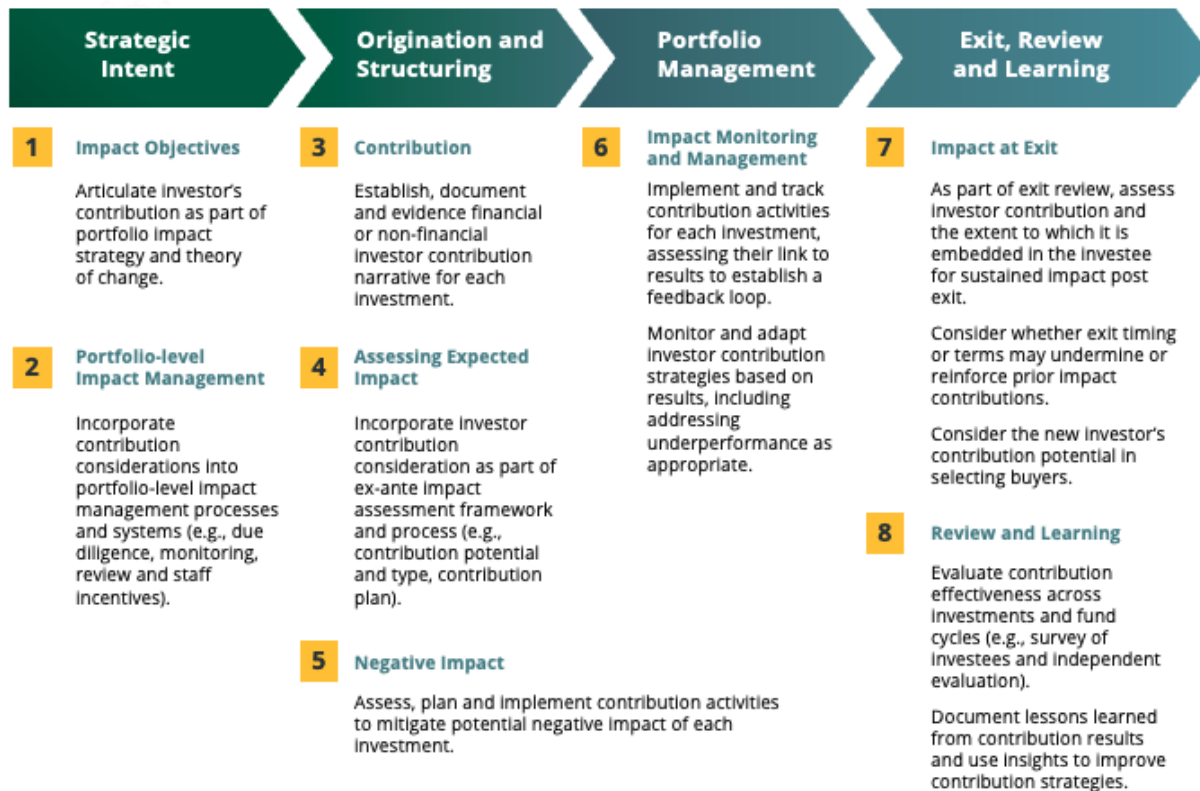 Strategic
Intent
Origination and
Structuring
Portfolio
Management
Exit, Review
and Learning
1
Impact Objectives
Articulate investor's
contribution as part of
portfolio impact
strategy and theory
of change.
2
Portfolio-level
Impact Management
Incorporate
contribution
considerations into
portfolio-level impact
management processes
and systems (e.g., due
diligence, monitoring,
review and staff
incentives).
3
Contribution
Establish, document
and evidence financial
or non-financial
investor contribution
narrative for each
investment.
4
Assessing Expected
Impact
Incorporate investor
contribution
consideration as part of
ex-ante impact
assessment framework
and process (e.g.,
contribution potential
and type, contribution
plan).
5
Negative Impact
Assess, plan and implement contribution activities
to mitigate potential negative impact of each
investment.
6
Impact Monitoring
and Management
Implement and track
contribution activities
for each investment,
assessing their link to
results to establish a
feedback loop.
Monitor and adapt
investor contribution
strategies based on
results, including
addressing
underperformance as
appropriate.
7
Impact at Exit
As part of exit review, assess
investor contribution and
the extent to which it is
embedded in the investee
for sustained impact post
exit.
Consider whether exit timing
or terms may undermine or
reinforce prior impact
contributions.
Consider the new investor's
contribution potential in
selecting buyers.
8
Review and Learning
Evaluate contribution
effectiveness across
investments and fund
cycles (e.g., survey of
investees and independent
evaluation).
Document lessons learned
from contribution results
and use insights to improve
contribution strategies.